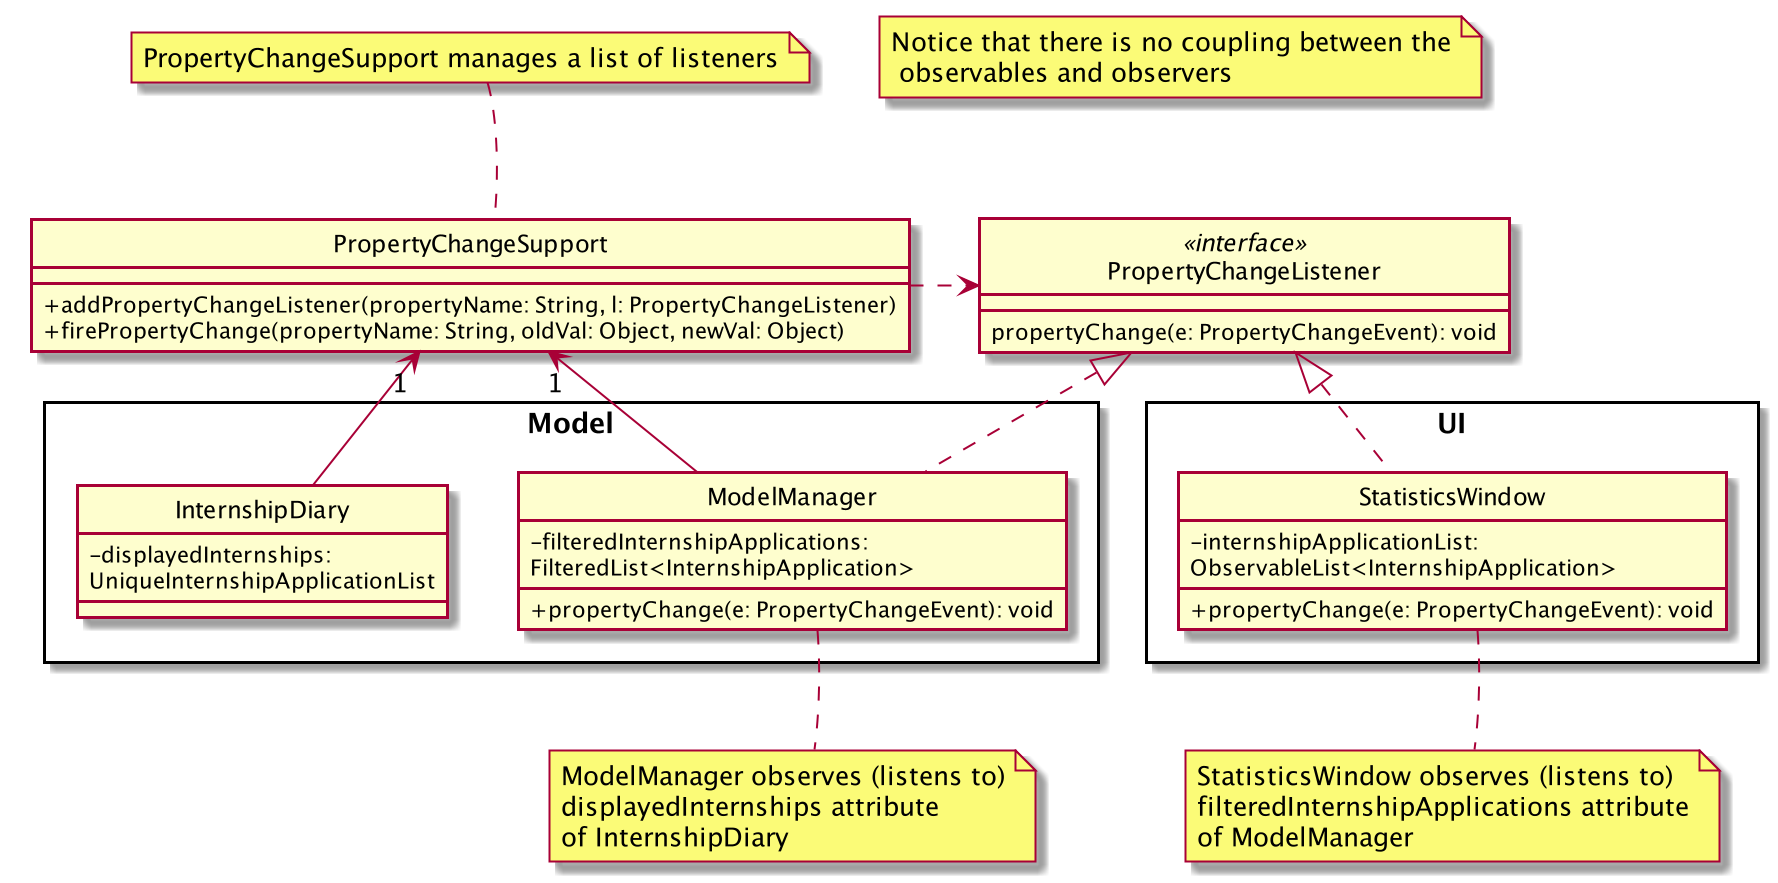 PropertyChangeSupport manages a list of listeners
Notice that there is no coupling between the
observables and observers
PropertyChangeSupport
+addPropertyChangeListener(propertyName: String, l: PropertyChangeListener)
+firePropertyChange(propertyName: String, oldVal: Object, newVal: Object)
«interface»
PropertyChangeListener
propertyChange(e: PropertyChangeEvent): void
1
1
Model
InternshipDiary
-displayedInternships:
UniqueInternshipApplicationList
ModelManager
-filteredInternshipApplications:
FilteredList<InternshipApplication>
+propertyChange(e: PropertyChangeEvent): void
UI
StatisticsWindow
-internshipApplicationList:
ObservableList<InternshipApplication>
+propertyChange(e: PropertyChangeEvent): void
ModelManager observes (listens to)
displayedInternships attribute
of InternshipDiary
StatisticsWindow observes (listens to)
filteredInternshipApplications attribute
of ModelManager